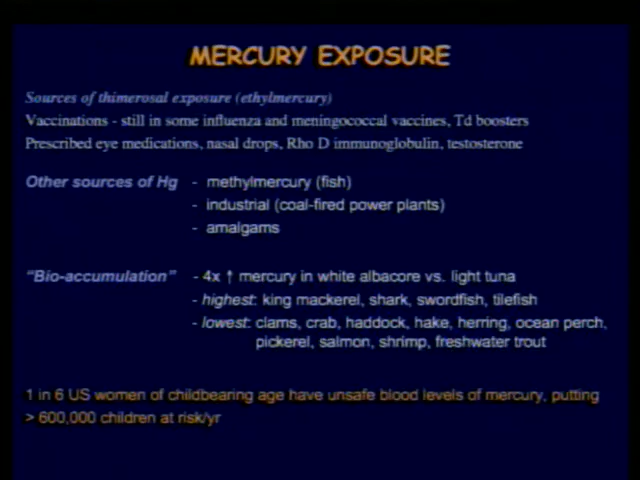 MERCURY EXPOSURE
Sources of thimerosal exposure (ethylmercury)
Vaccinations - still in some influenza and meningococcal vaccines, Td boosters
Prescribed eye medications, nasal drops, Rho D immunoglobulin, testosterone
Other sources of Hg - methylmercury (fish)
- industrial (coal-fired power plants)
- amalgams
"Bio-accumulation" - 4x ↑ mercury in white albacore vs. light tuna
- highest: king mackerel, shark, swordfish, tilefish
- lowest: clams, crab, haddock, hake, herring, ocean perch,
pickerel, salmon, shrimp, freshwater trout
1 in 6 US women of childbearing age have unsafe blood levels of mercury, putting
> 600,000 children at risk/yr